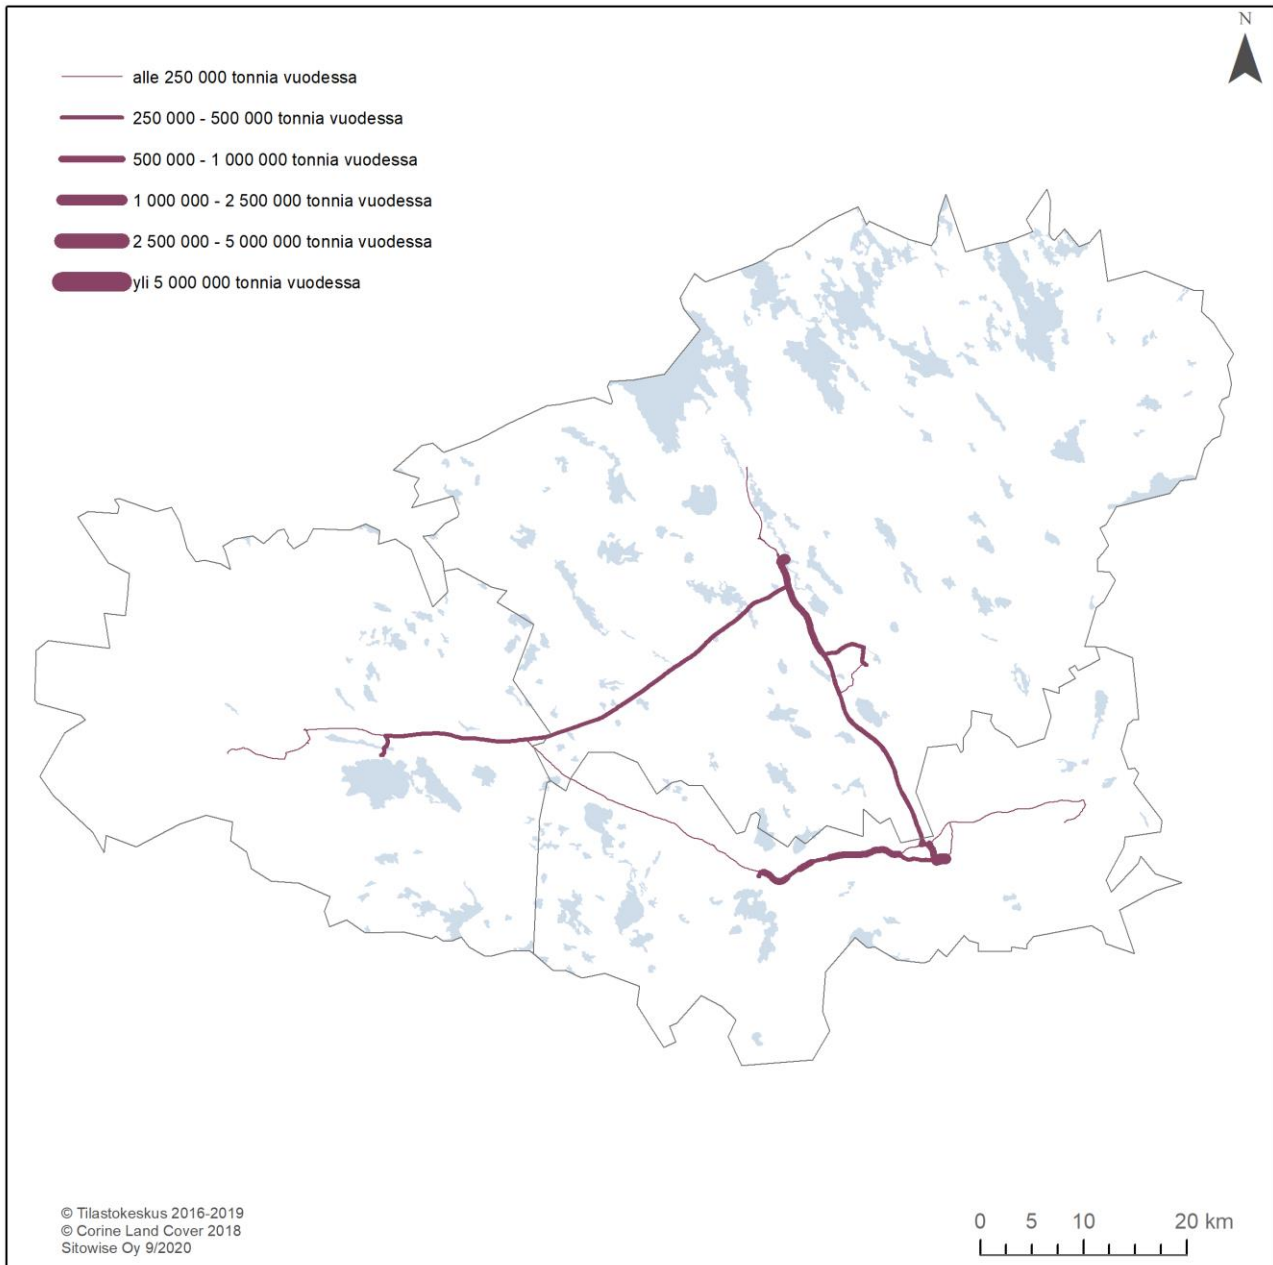 N
alle 250 000 tonnia vuodessa
250 000 - 500 000 tonnia vuodessa
500 000 - 1 000 000 tonnia vuodessa
1 000 000 - 2 500 000 tonnia vuodessa
2 500 000 - 5 000 000 tonnia vuodessa
yli 5 000 000 tonnia vuodessa
© Tilastokeskus 2016-2019
© Corine Land Cover 2018
Sitowise Oy 9/2020
0 5 10 20 km